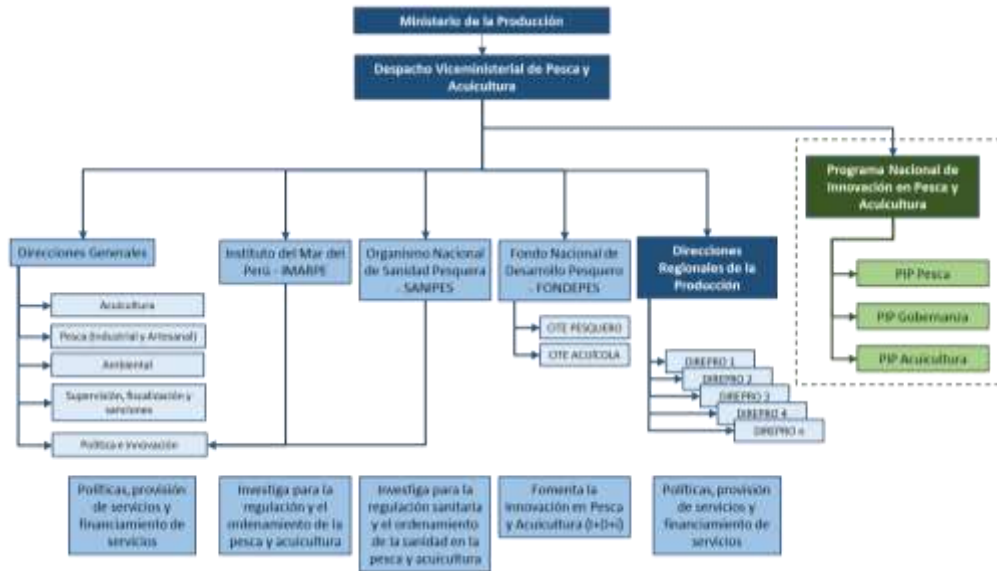 Ministerio de la Producción
Despacho Viceministerial de Pesca y
Acuicultura
Programa Nacional de
Innovación en Pesca y
Acuicultura
Direcciones Generales
Instituto del Mar del
Perú - IMARPE
Organismo Nacional
de Sanidad Pesquera
- SANIPES
Fondo Nacional de
Desarrollo Pesquero
- FONDEPES
Direcciones
Regionales de la
Producción
PIP Pesca
PIP Gobernanza
PIP Acuicultura
Acuicultura
Pesca (Industrial y Artesanal)
Ambiental
Supervisión, fiscalización y
sanciones
Política e Innovación
CITE PESQUERO
CITE ACUÍCOLA
DIREPRO 1
DIREPRO 2
DIREPRO 3
DIREPRO 4
DIREPRO n
Políticas, provisión
de servicios y
financiamiento de
servicios
Investiga para la
regulación y el
ordenamiento de la
pesca y acuicultura
Investiga para la
regulación sanitaria
y el ordenamiento
de la sanidad en la
pesca y acuicultura
Fomenta la
Innovación en Pesca
y Acuicultura (I+D+i)
Políticas, provisión
de servicios y
financiamiento de
servicios